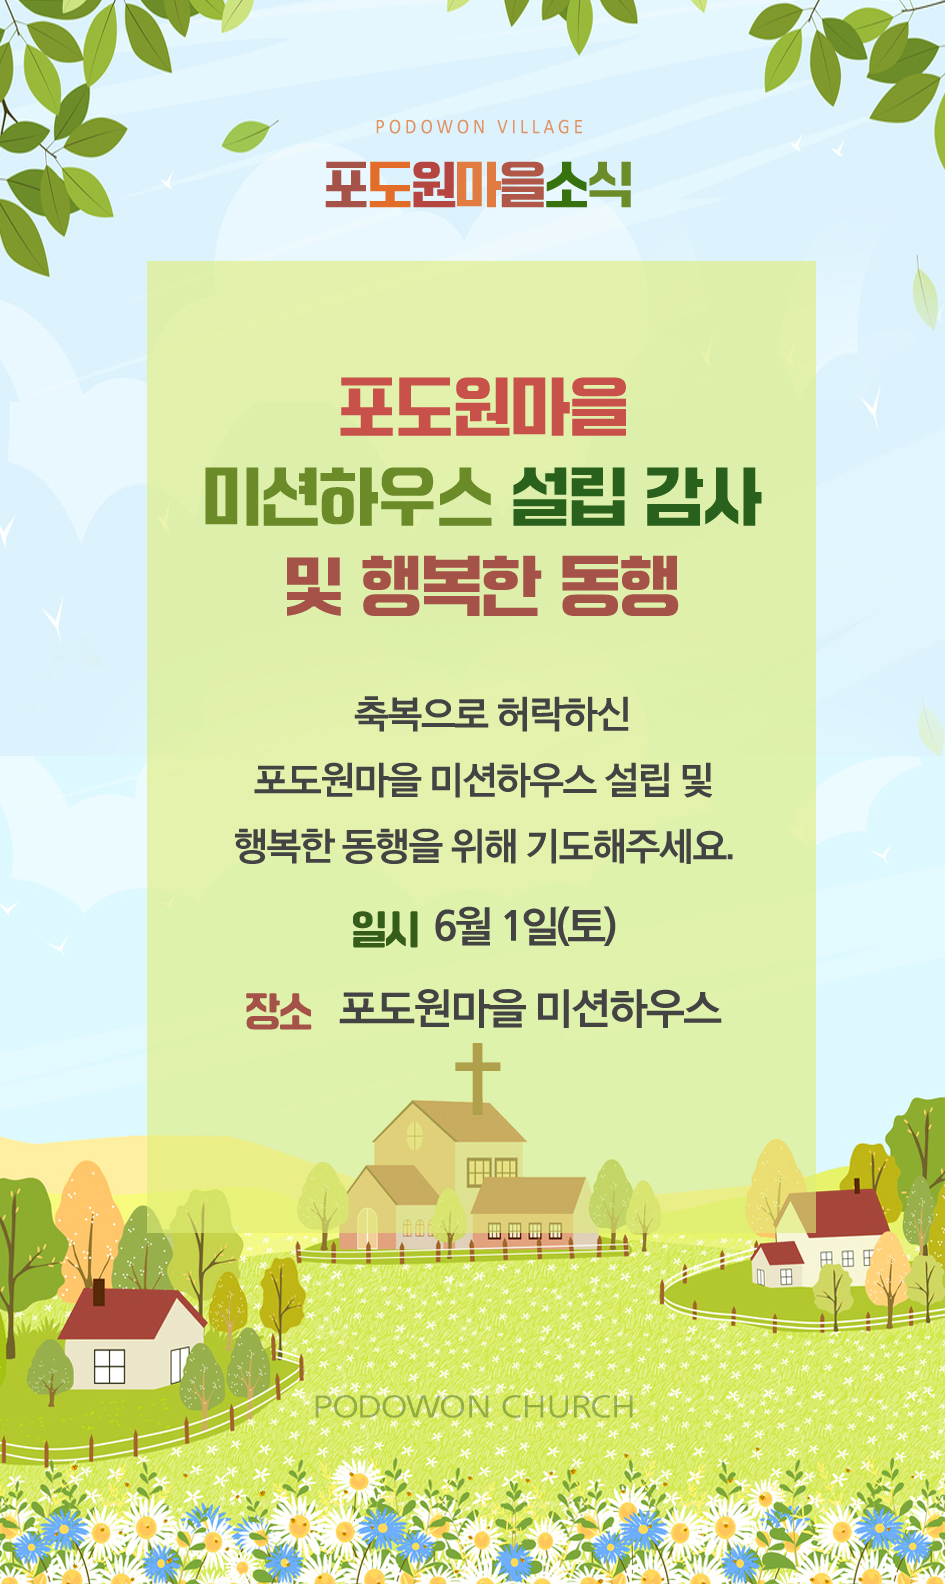 PODOWON VILLAGE
포도원마을소식
포도원마을
미션하우스 설립 감사
및 행복한 동행
축복으로 허락하신
포도원마을 미션하우스 설립 및
행복한 동행을 위해 기도해주세요.
일시 6월 1일(토)
장소 포도원마을 미션하우스
PODOWON CHURCH